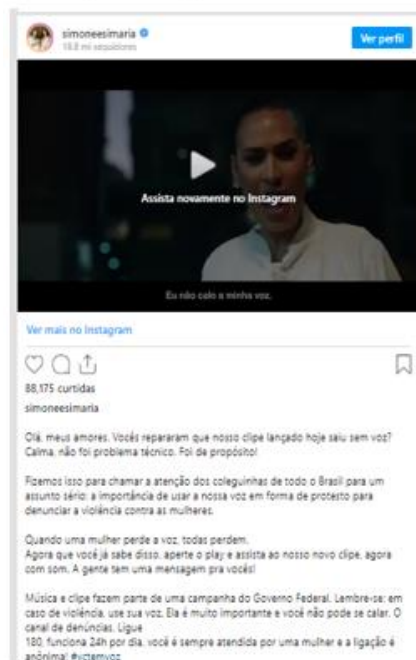 simoneesimaria
18.8 mi seguidores
Ver perfil
Assista novamente no Instagram
Eu não calo a minha voz.
Ver mais no Instagram
88,175 curtidas
simoneesimaria
Olá, meus amores. Vocês repararam que nosso clipe lançado hoje saiu sem voz?
Calma, não foi problema técnico. Foi de propósito!
Fizemos isso para chamar a atenção dos coleguinhas de todo o Brasil para um
assunto sério: a importância de usar a nossa voz em forma de protesto para
denunciar a violência contra as mulheres.
Quando uma mulher perde a voz, todas perdem.
Agora que você já sabe disso, aperte o play e assista ao nosso novo clipe, agora
com som. A gente tem uma mensagem pra vocês!
Música e clipe fazem parte de uma campanha do Governo Federal. Lembre-se: em
caso de violência, use sua voz. Ela é muito importante e você não pode se calar. O
canal de denúncias, Ligue
180, funciona 24h por dia, você é sempre atendida por uma mulher e a ligação é
anônima! #vctemvoz